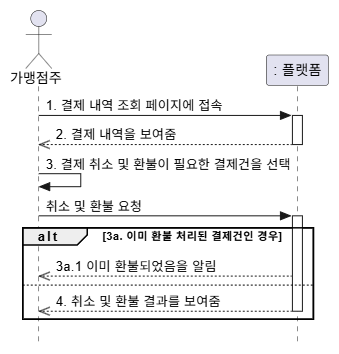 가맹점주
: 플랫폼
1. 결제 내역 조회 페이지에 접속
2. 결제 내역을 보여줌
3. 결제 취소 및 환불이 필요한 결제건을 선택
취소 및 환불 요청
alt [3a. 이미 환불 처리된 결제건인 경우]
3a.1 이미 환불되었음을 알림
4. 취소 및 환불 결과를 보여줌